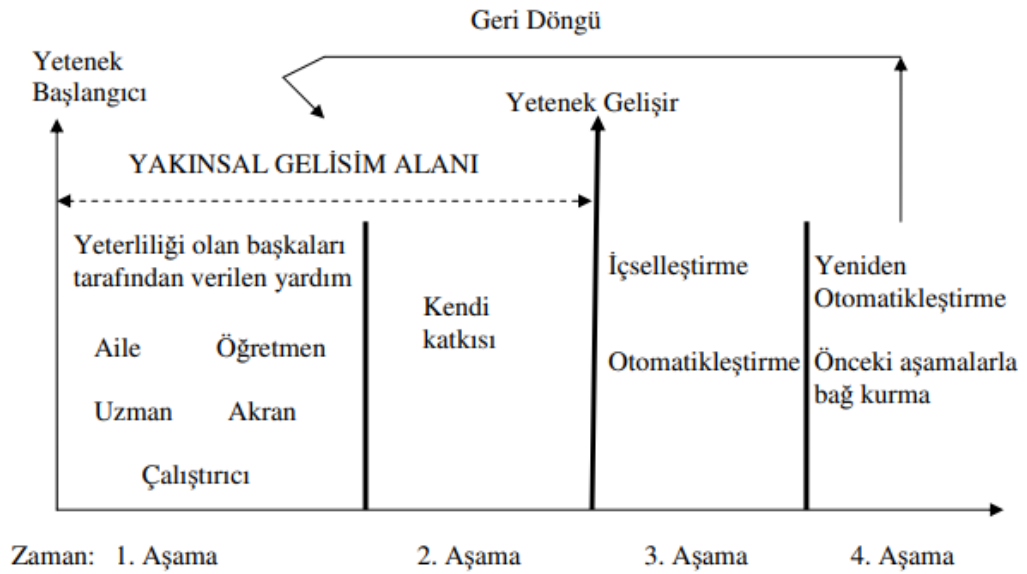 Geri Döngü
Yetenek
Başlangıcı
Yetenek Gelişir
YAKINSAL GELİSİM ALANI
Yeterliliği olan başkaları
tarafından verilen yardım
Aile Öğretmen
Uzman Akran
Çalıştırıcı
Kendi
katkısı
İçselleştirme
Otomatikleştirme
Yeniden
Otomatikleştirme
Önceki aşamalarla
bağ kurma
Zaman: 1. Aşama 2. Aşama 3. Aşama 4. Aşama